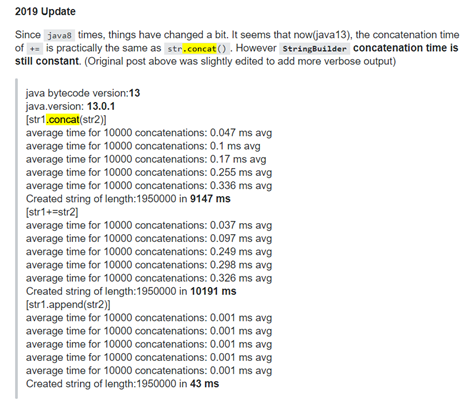 2019 Update
Since java8 times, things have changed a bit. It seems that now(java13), the concatenation time
of += is practically the same as str.concat() . However StringBuilder concatenation time is
still constant. (Original post above was slightly edited to add more verbose output)
java bytecode version:13
java.version: 13.0.1
[str1.concat(str2)]
average time for 10000 concatenations: 0.047 ms avg
average time for 10000 concatenations: 0.1 ms avg
average time for 10000 concatenations: 0.17 ms avg
average time for 10000 concatenations: 0.255 ms avg
average time for 10000 concatenations: 0.336 ms avg
Created string of length:1950000 in 9147 ms
[str1+=str2]
average time for 10000 concatenations: 0.037 ms avg
average time for 10000 concatenations: 0.097 ms avg
average time for 10000 concatenations: 0.249 ms avg
average time for 10000 concatenations: 0.298 ms avg
average time for 10000 concatenations: 0.326 ms avg
Created string of length:1950000 in 10191 ms
[str1.append(str2)]
average time for 10000 concatenations: 0.001 ms avg
average time for 10000 concatenations: 0.001 ms avg
average time for 10000 concatenations: 0.001 ms avg
average time for 10000 concatenations: 0.001 ms avg
average time for 10000 concatenations: 0.001 ms avg
Created string of length:1950000 in 43 ms